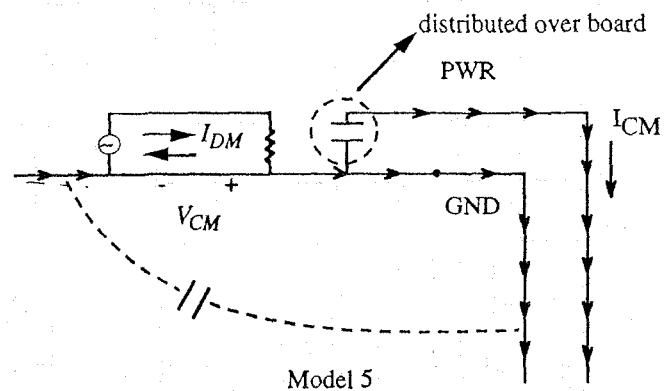 distributed over board
PWR
I_DM
I_CM
- +
GND
V_CM
Model 5